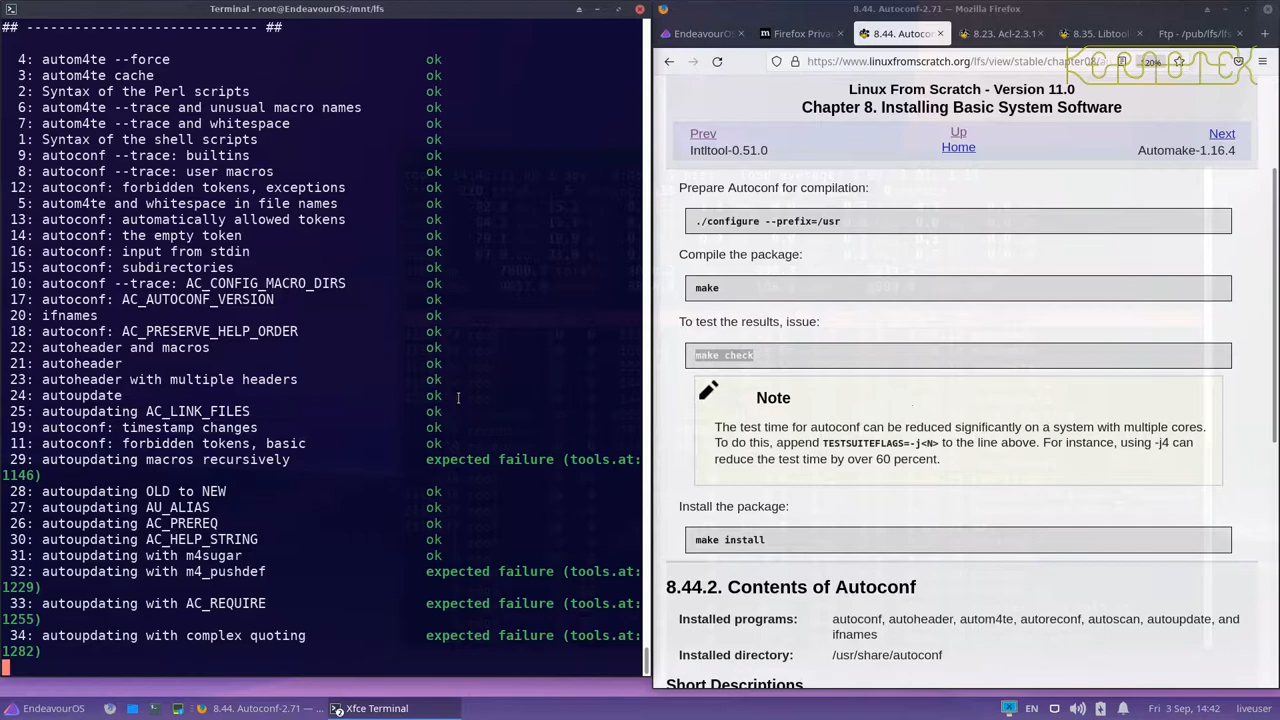 Terminal - root@EndeavourOS:/mnt/lfs
## ---------------------------- ##
4: autom4te --force ok
3: autom4te cache ok
2: Syntax of the Perl scripts ok
6: autom4te --trace and unusual macro names ok
7: autom4te --trace and whitespace ok
1: Syntax of the shell scripts ok
9: autoconf --trace: builtins ok
8: autoconf --trace: user macros ok
12: autoconf: forbidden tokens, exceptions ok
5: autom4te and whitespace in file names ok
13: autoconf: automatically allowed tokens ok
14: autoconf: the empty token ok
16: autoconf: input from stdin ok
15: autoconf: subdirectories ok
10: autoconf --trace: AC_CONFIG_MACRO_DIRS ok
17: autoconf: AC_AUTOCONF_VERSION ok
20: ifnames ok
18: autoconf: AC_PRESERVE_HELP_ORDER ok
22: autoheader and macros ok
21: autoheader ok
23: autoheader with multiple headers ok
24: autoupdate ok
25: autoupdating AC_LINK_FILES ok
19: autoconf: timestamp changes ok
11: autoconf: forbidden tokens, basic ok
29: autoupdating macros recursively expected failure (tools.at:
1146)
28: autoupdating OLD to NEW ok
27: autoupdating AU_ALIAS ok
26: autoupdating AC_PREREQ ok
30: autoupdating AC_HELP_STRING ok
31: autoupdating with m4sugar ok
32: autoupdating with m4_pushdef expected failure (tools.at:
1229)
33: autoupdating with AC_REQUIRE expected failure (tools.at:
1255)
34: autoupdating with complex quoting expected failure (tools.at:
1282)
8.44. Autoconf-2.71 — Mozilla Firefox
EndeavourOS
Firefox Priva
8.44. Autocon
8.23. Acl-2.3.1
8.35. Libtool
Ftp - /pub/lfs/lfs
https://www.linuxfromscratch.org/lfs/view/stable/chapter08/a
120%
Linux From Scratch - Version 11.0
Chapter 8. Installing Basic System Software
Prev Up Next
Intltool-0.51.0 Home Automake-1.16.4
Prepare Autoconf for compilation:
./configure --prefix=/usr
Compile the package:
make
To test the results, issue:
make check
Note
The test time for autoconf can be reduced significantly on a system with multiple cores.
To do this, append TESTSUITEFLAGS=-j<N> to the line above. For instance, using -j4 can
reduce the test time by over 60 percent.
Install the package:
make install
8.44.2. Contents of Autoconf
Installed programs: autoconf, autoheader, autom4te, autoreconf, autoscan, autoupdate, and
ifnames
Installed directory: /usr/share/autoconf
Short Descriptions
EndeavourOS
8.44. Autoconf-2.71 — ...
Xfce Terminal
EN
Fri 3 Sep, 14:42
liveuser